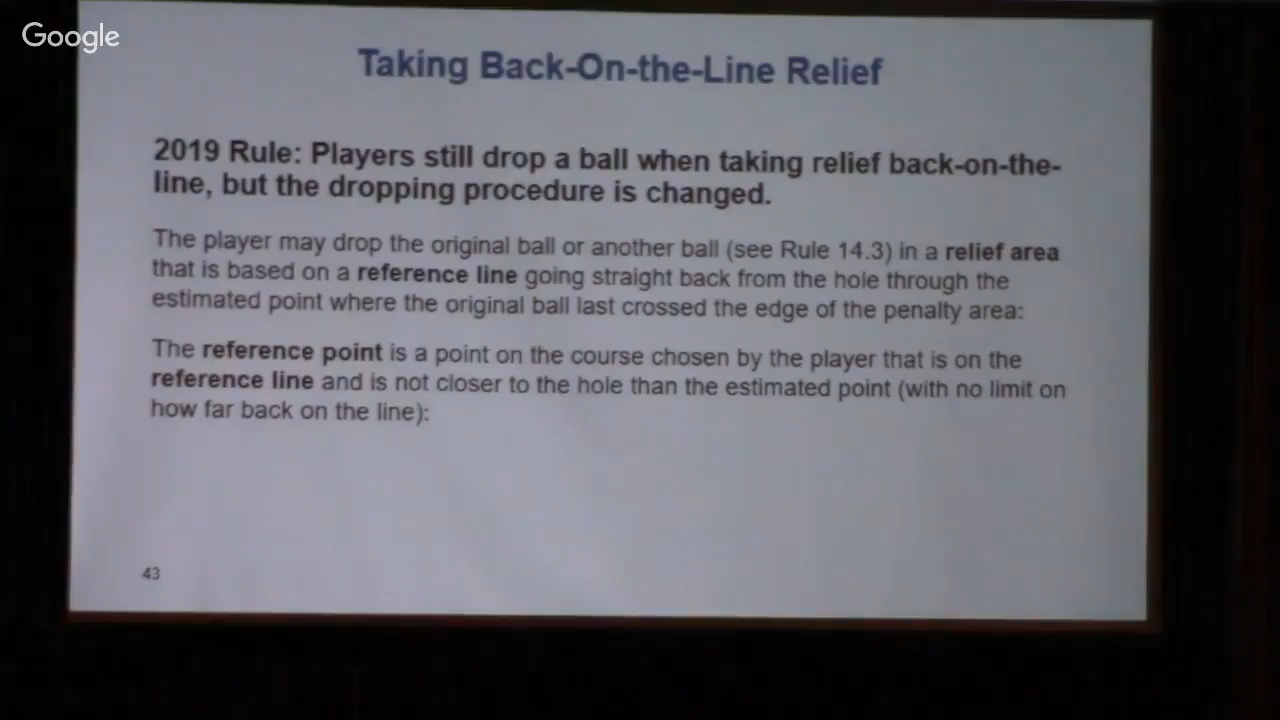 Google
Taking Back-On-the-Line Relief
2019 Rule: Players still drop a ball when taking relief back-on-the-
line, but the dropping procedure is changed.
The player may drop the original ball or another ball (see Rule 14.3) in a relief area
that is based on a reference line going straight back from the hole through the
estimated point where the original ball last crossed the edge of the penalty area:
The reference point is a point on the course chosen by the player that is on the
reference line and is not closer to the hole than the estimated point (with no limit on
how far back on the line):
43